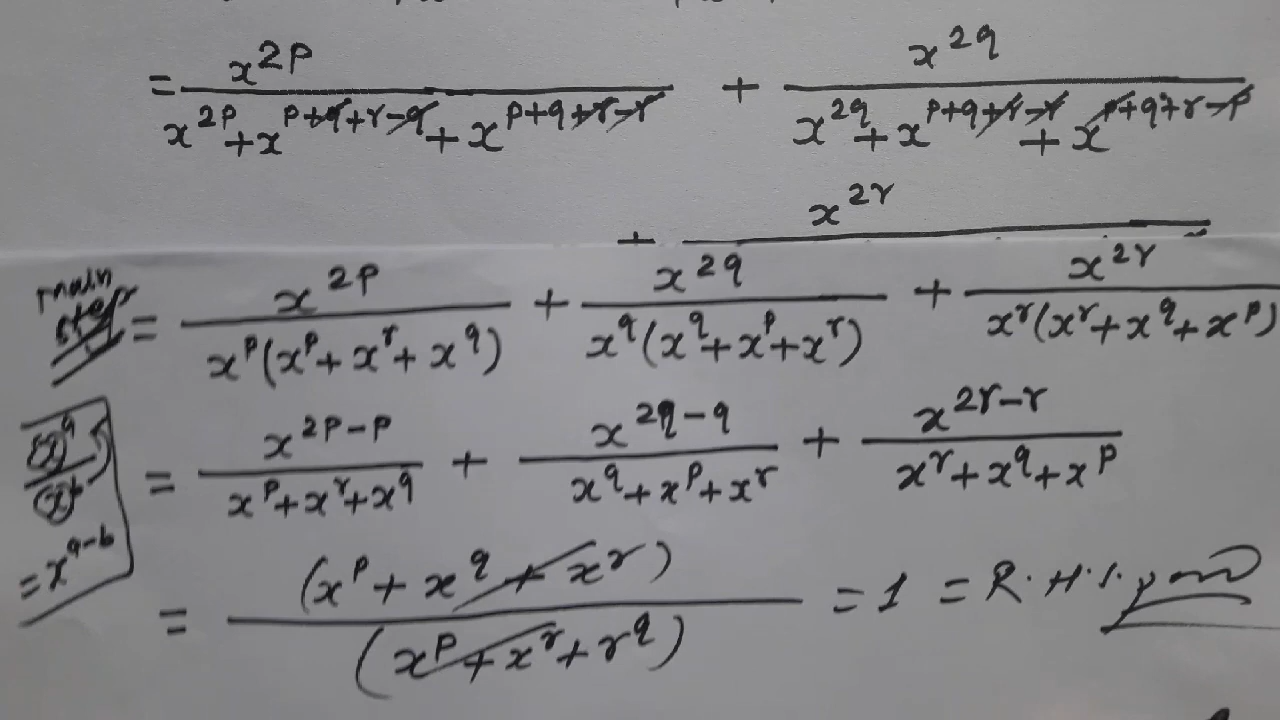 = x^{2p} / (x^{2p} + x^{p+q+r-q} + x^{p+q+r-r}) + x^{2q} / (x^{2q} + x^{p+q+r-r} + x^{p+q+r-p})
+ x^{2r} /
main step = x^{2p} / (x^p(x^p + x^r + x^q)) + x^{2q} / (x^q(x^q + x^p + x^r)) + x^{2r} / (x^r(x^r + x^q + x^p))
= x^{2p-p} / (x^p + x^r + x^q) + x^{2q-q} / (x^q + x^p + x^r) + x^{2r-r} / (x^r + x^q + x^p)
(x)^a / (x)^b
= x^{a-b}
= (x^p + x^q + x^r) / (x^p + x^r + r^q) = 1 = R.H.S.